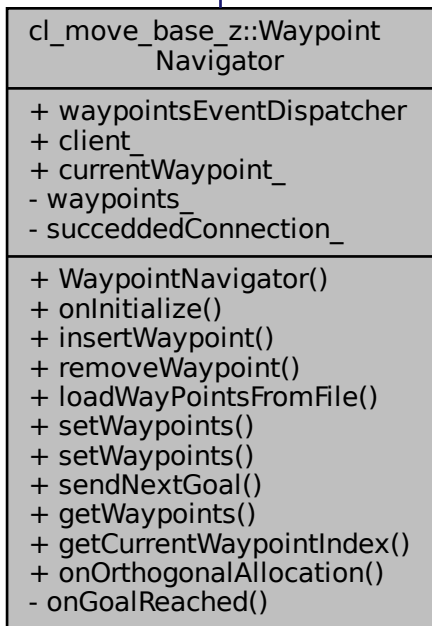 cl_move_base_z::Waypoint
Navigator
+ waypointsEventDispatcher
+ client_
+ currentWaypoint_
- waypoints_
- succeddedConnection_
+ WaypointNavigator()
+ onInitialize()
+ insertWaypoint()
+ removeWaypoint()
+ loadWayPointsFromFile()
+ setWaypoints()
+ setWaypoints()
+ sendNextGoal()
+ getWaypoints()
+ getCurrentWaypointIndex()
+ onOrthogonalAllocation()
- onGoalReached()